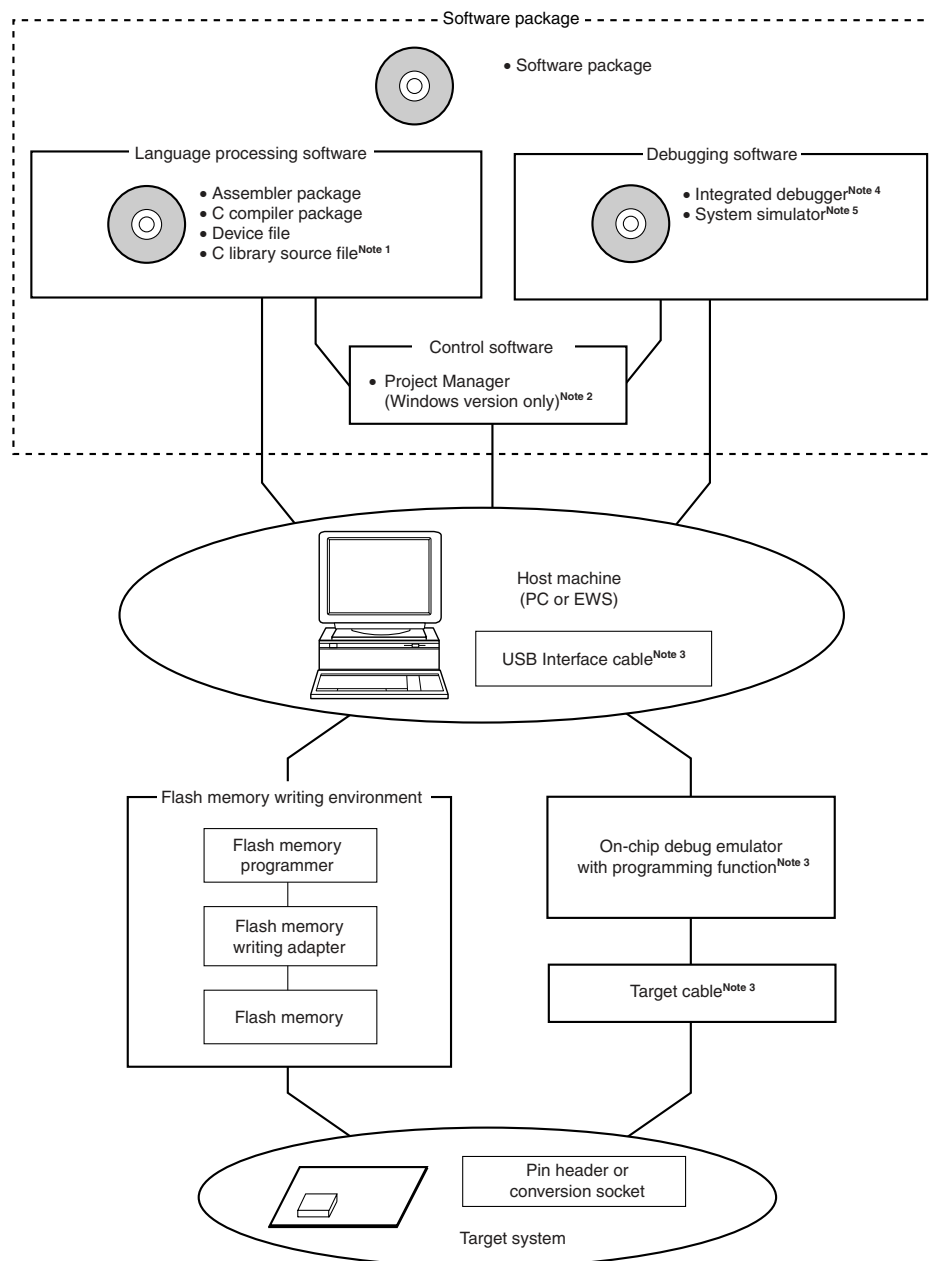 Software package
• Software package
Language processing software
• Assembler package
• C compiler package
• Device file
• C library source fileNote 1
Debugging software
• Integrated debuggerNote 4
• System simulatorNote 5
Control software
• Project Manager
(Windows version only)Note 2
Host machine
(PC or EWS)
USB Interface cableNote 3
Flash memory writing environment
Flash memory
programmer
Flash memory
writing adapter
Flash memory
On-chip debug emulator
with programming functionNote 3
Target cableNote 3
Pin header or
conversion socket
Target system